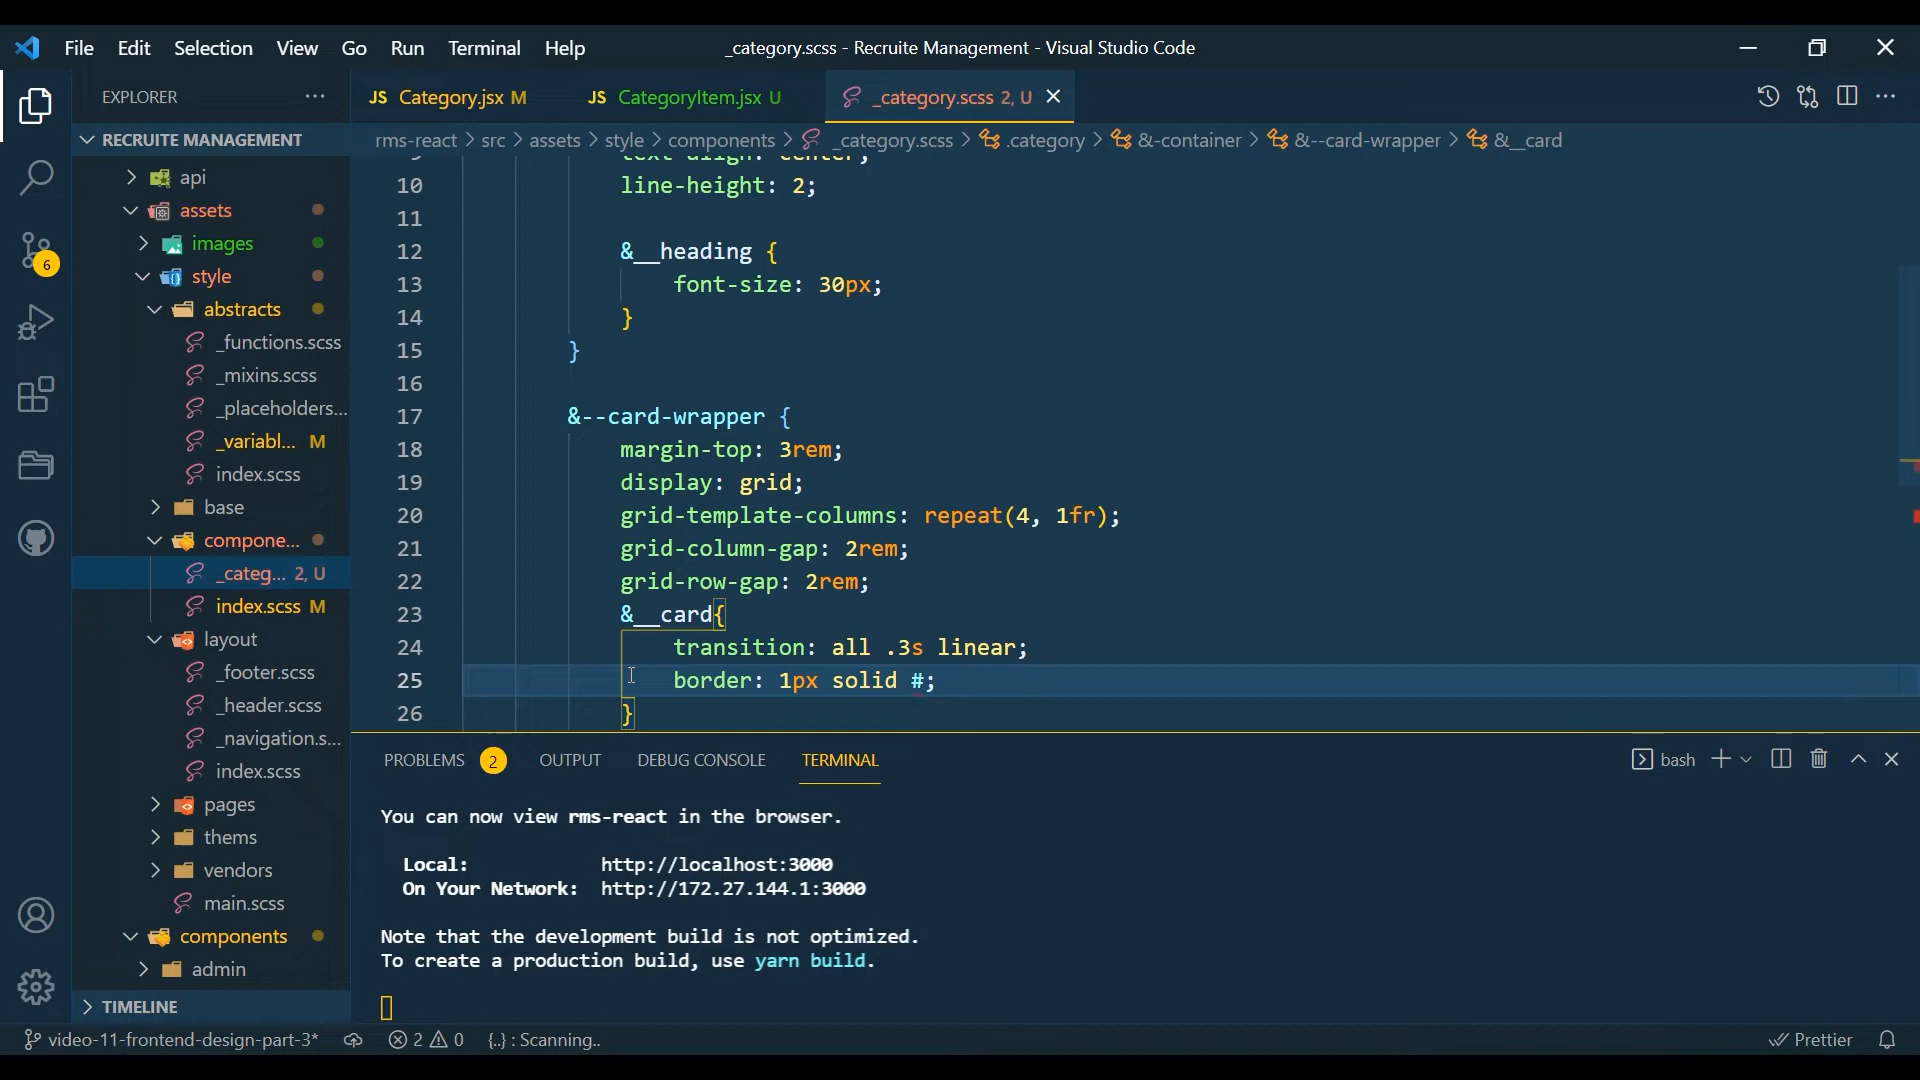 File Edit Selection View Go Run Terminal Help
_category.scss - Recruite Management - Visual Studio Code
EXPLORER
JS Category.jsx M
JS CategoryItem.jsx U
_category.scss 2, U
RECRUITE MANAGEMENT
rms-react > src > assets > style > components > _category.scss > .category > &-container > &--card-wrapper > &__card
api
assets
images
style
abstracts
_functions.scss
_mixins.scss
_placeholders...
_variabl... M
index.scss
base
compone...
_categ... 2, U
index.scss M
layout
_footer.scss
_header.scss
_navigation.s...
index.scss
pages
thems
vendors
main.scss
components
admin
TIMELINE
6
text-align: center;
10 line-height: 2;
11
12 &__heading {
13 font-size: 30px;
14 }
15 }
16
17 &--card-wrapper {
18 margin-top: 3rem;
19 display: grid;
20 grid-template-columns: repeat(4, 1fr);
21 grid-column-gap: 2rem;
22 grid-row-gap: 2rem;
23 &__card{
24 transition: all .3s linear;
25 border: 1px solid #;
26 }
PROBLEMS 2 OUTPUT DEBUG CONSOLE TERMINAL
bash
You can now view rms-react in the browser.
Local: http://localhost:3000
On Your Network: http://172.27.144.1:3000
Note that the development build is not optimized.
To create a production build, use yarn build.
video-11-frontend-design-part-3* 2 0 {..} : Scanning.. Prettier